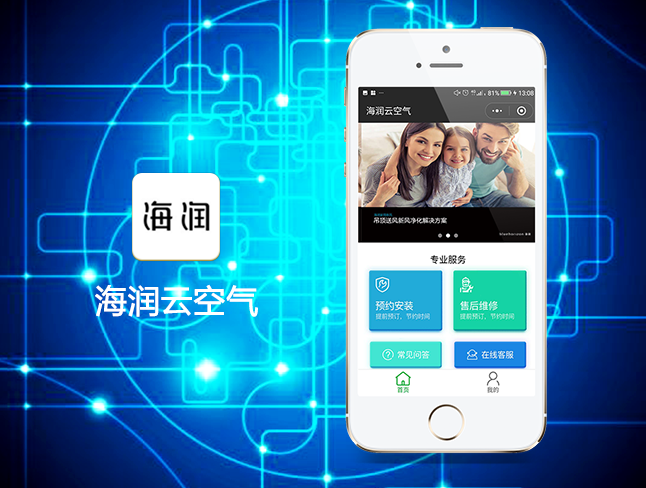 海润
海润云空气
81% 13:08
海润云空气
吊顶送风新风净化解决方案
专业服务
预约安装
提前预订，节约时间
售后维修
提前预订，节约时间
常见问答
在线客服
首页
我的